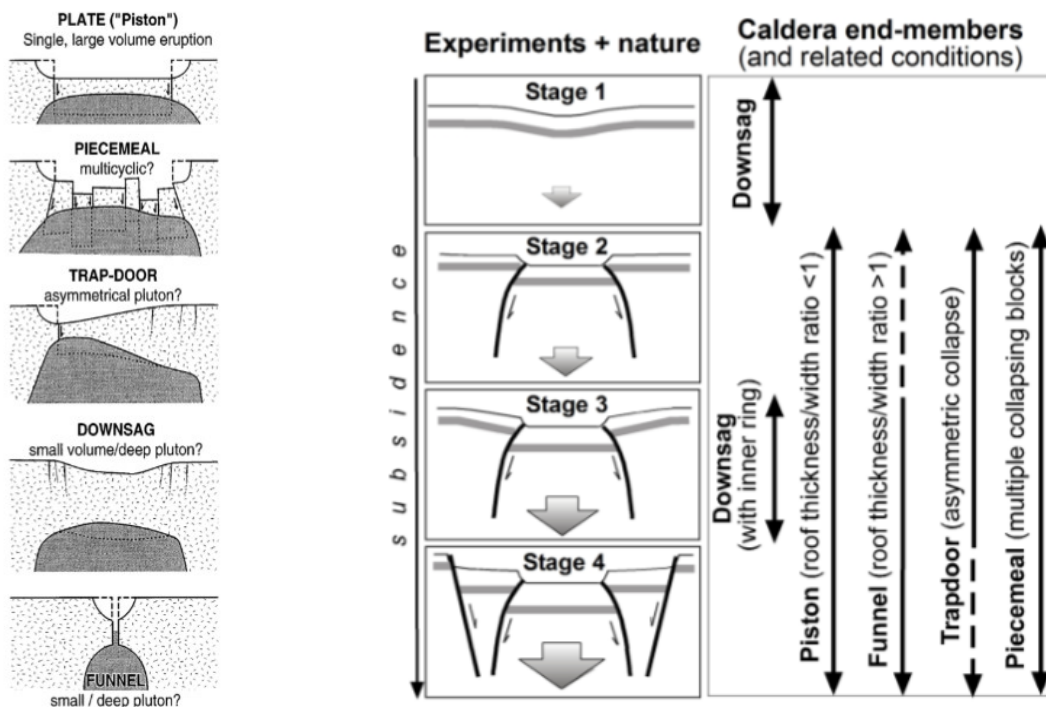 PLATE ("Piston")
Single, large volume eruption
PIECEMEAL
multicyclic?
TRAP-DOOR
asymmetrical pluton?
DOWNSAG
small volume/deep pluton?
FUNNEL
small / deep pluton?
Experiments + nature
subsidence
Stage 1
Stage 2
Stage 3
Stage 4
Caldera end-members
(and related conditions)
Downsag
Downsag
(with inner ring)
Piston (roof thickness/width ratio <1)
Funnel (roof thickness/width ratio >1)
Trapdoor (asymmetric collapse)
Piecemeal (multiple collapsing blocks)